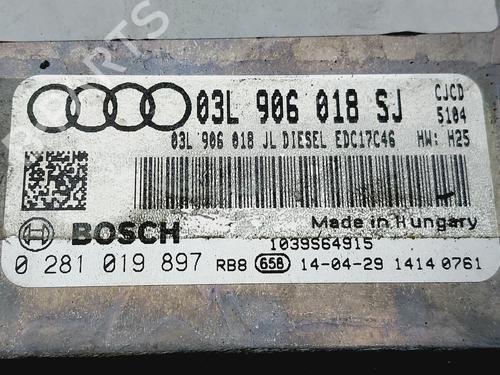 03L 906 018 SJ
CJCD
5104
03L 906 018 JL DIESEL EDC17C46 HW: H25
Made in Hungary
BOSCH
1039S64915
0 281 019 897
RB8 658 14-04-29 1414 0761